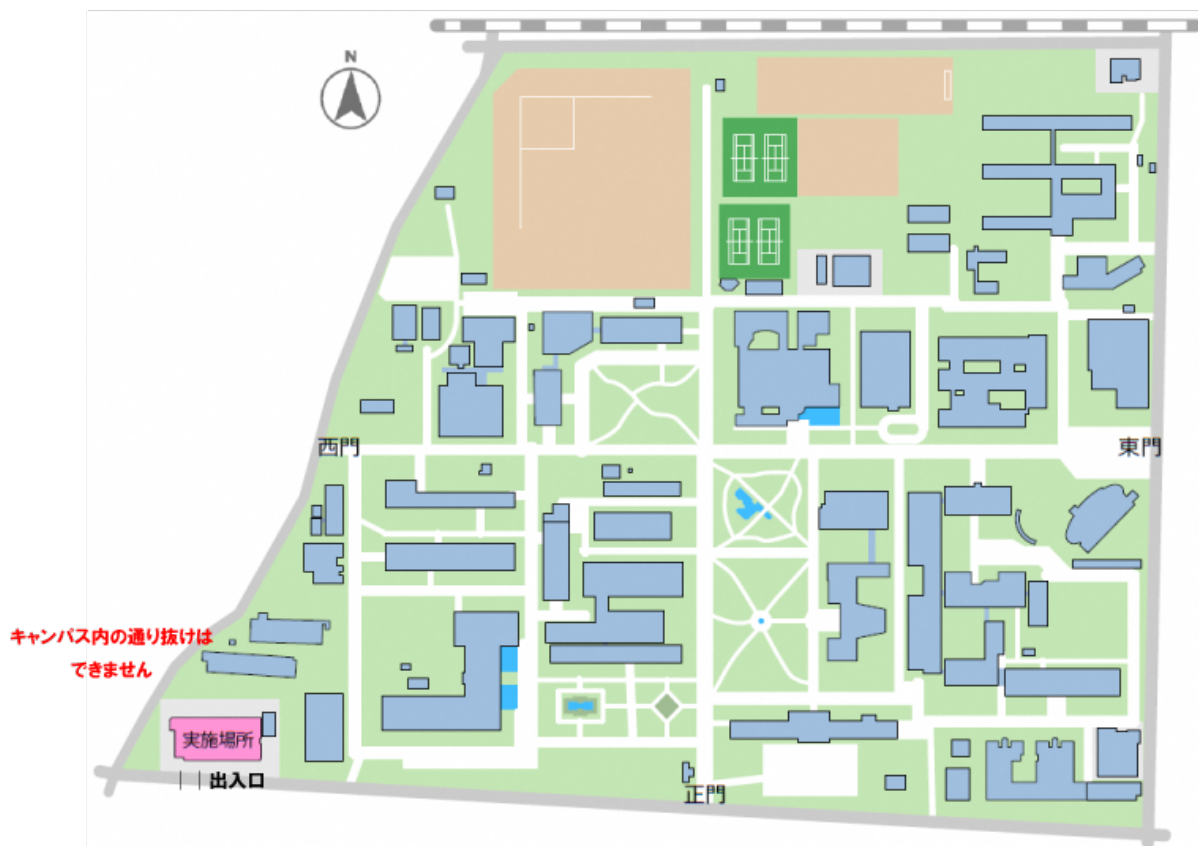 N
西門
東門
キャンパス内の通り抜けは
できません
実施場所
出入口
正門